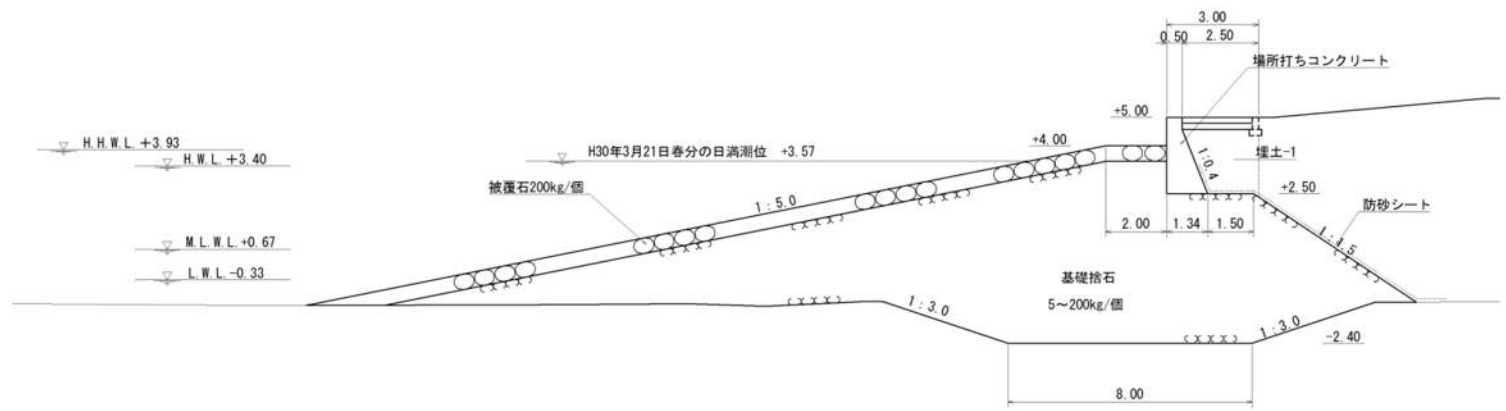 3.00
0.50
2.50
場所打ちコンクリート
+5.00
H.H.W.L. +3.93
H.W.L. +3.40
H30年3月21日春分の日満潮位 +3.57
+4.00
埋土-1
1:0.4
被覆石200kg/個
1:5.0
+2.50
防砂シート
2.00
1.34
1.50
1:1.5
M.L.W.L.+0.67
L.W.L.-0.33
基礎捨石
5～200kg/個
1:3.0
1:3.0
-2.40
8.00